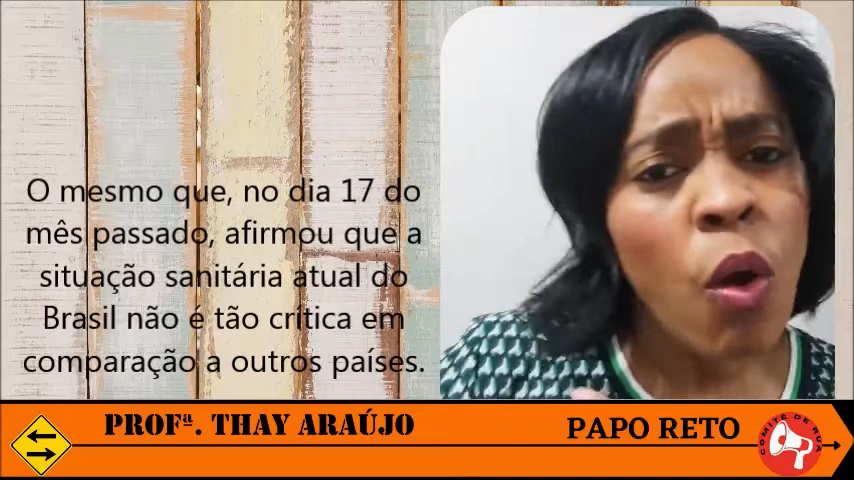 O mesmo que, no dia 17 do
mês passado, afirmou que a
situação sanitária atual do
Brasil não é tão crítica em
comparação a outros países.
PROFª. THAY ARAÚJO
PAPO RETO
COMITÊ DE RUA